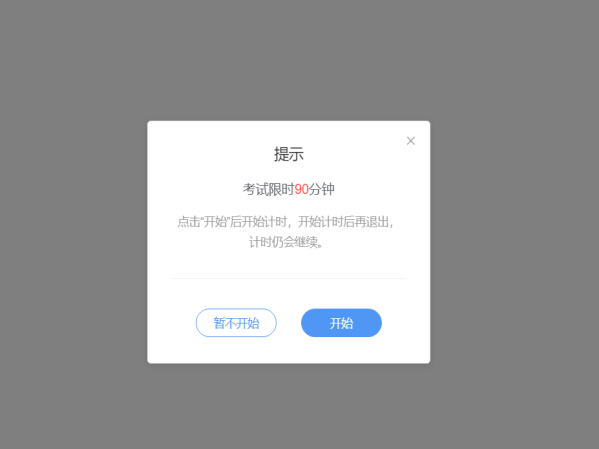 提示
考试限时90分钟
点击“开始”后开始计时，开始计时后再退出，
计时仍会继续。
暂不开始
开始